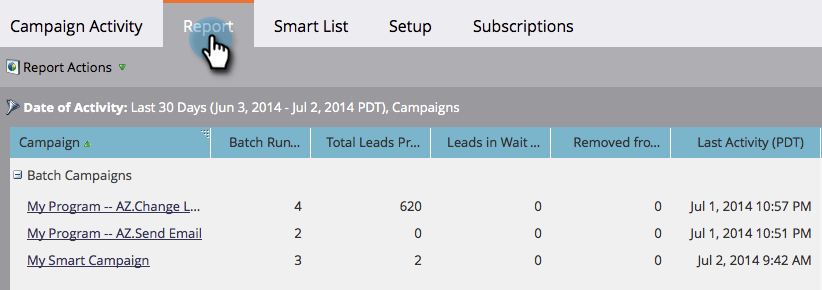 Campaign Activity Report Smart List Setup Subscriptions
Report Actions
Date of Activity: Last 30 Days (Jun 3, 2014 - Jul 2, 2014 PDT), Campaigns
Campaign Batch Run... Total Leads Pr... Leads in Wait ... Removed fro... Last Activity (PDT)
Batch Campaigns
My Program -- AZ.Change L... 4 620 0 0 Jul 1, 2014 10:57 PM
My Program -- AZ.Send Email 2 0 0 0 Jul 1, 2014 10:51 PM
My Smart Campaign 3 2 0 0 Jul 2, 2014 9:42 AM